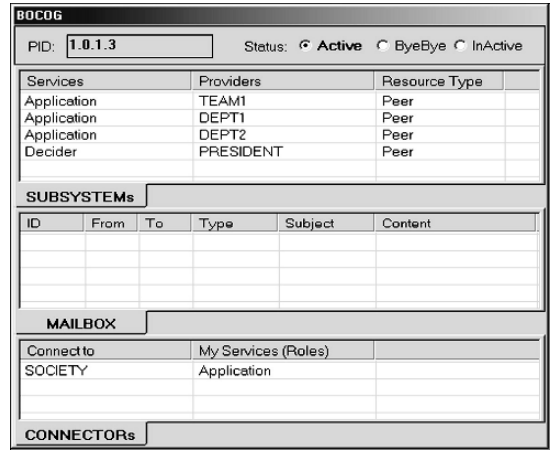 BOCOG
PID: 1.0.1.3 Status: Active ByeBye InActive
Services Providers Resource Type
Application TEAM1 Peer
Application DEPT1 Peer
Application DEPT2 Peer
Decider PRESIDENT Peer
SUBSYSTEMs
ID From To Type Subject Content
MAILBOX
Connect to My Services (Roles)
SOCIETY Application
CONNECTORs